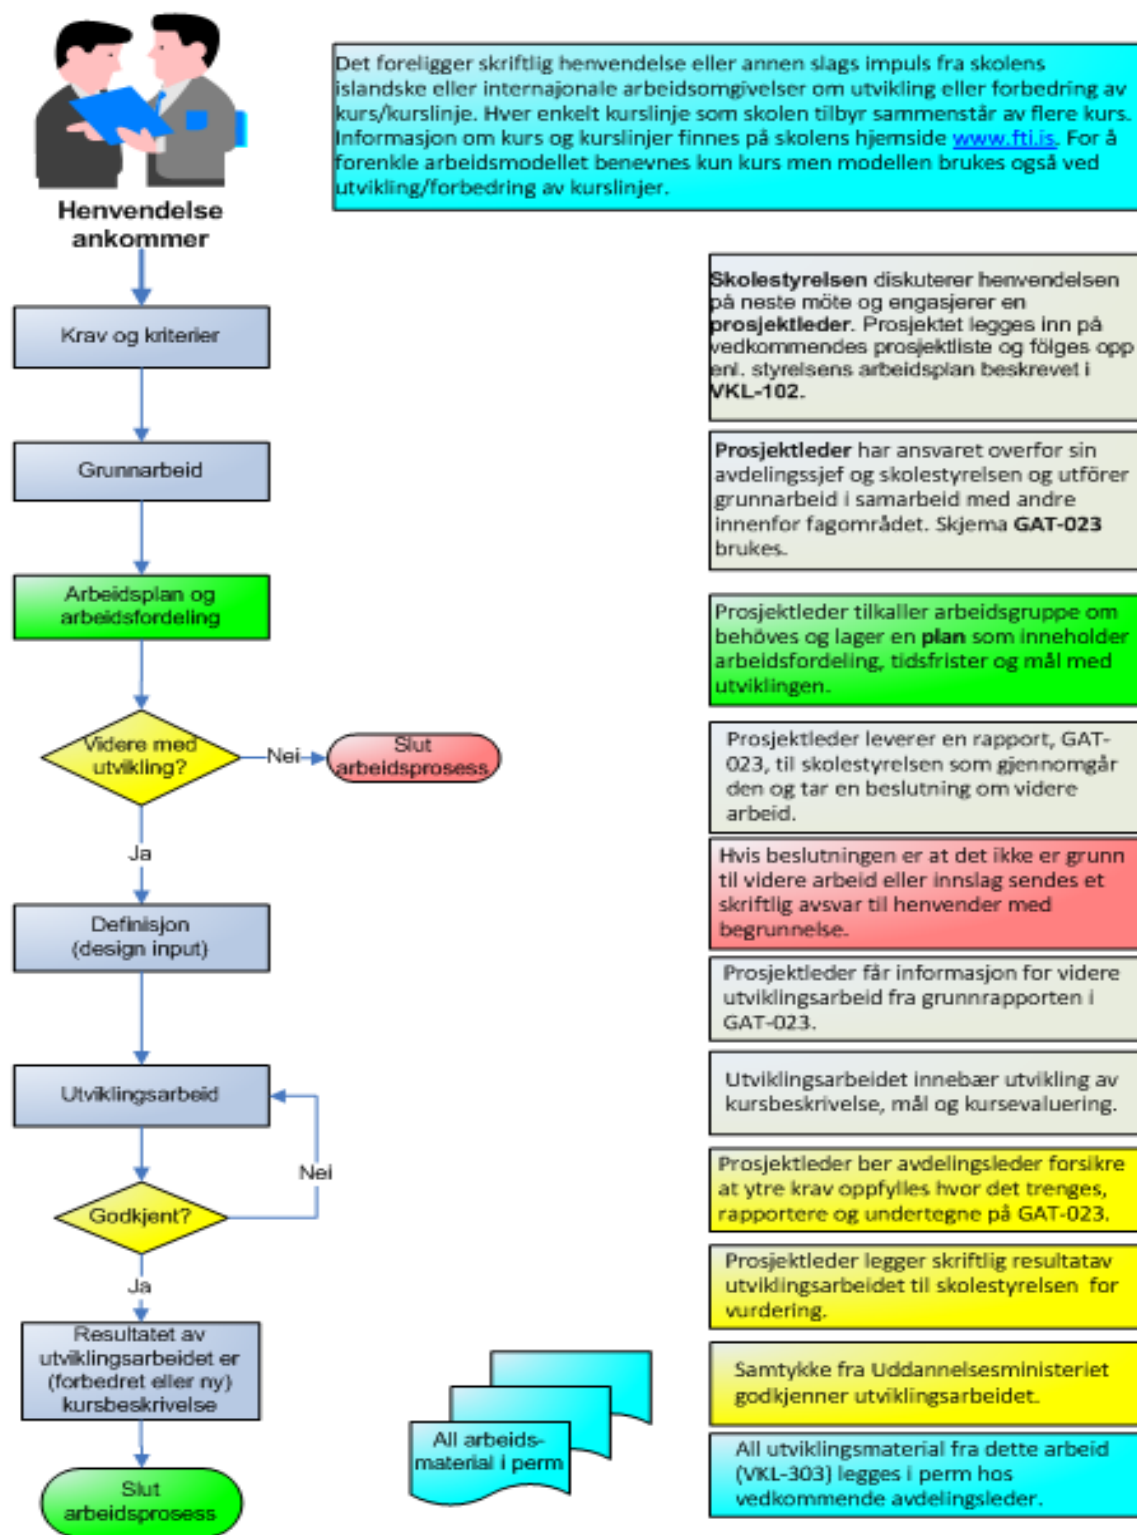 Det foreligger skriftlig henvendelse eller annen slags impuls fra skolens
islandske eller internajonale arbeidsomgivelser om utvikling eller forbedring av
kurs/kurslinje. Hver enkelt kurslinje som skolen tilbyr sammenstår av flere kurs.
Informasjon om kurs og kurslinjer finnes på skolens hjemside www.fti.is. For å
forenkle arbeidsmodellet benevnes kun kurs men modellen brukes også ved
utvikling/forbedring av kurslinjer.
Henvendelse
ankommer
Krav og kriterier
Skolestyrelsen diskuterer henvendelsen
på neste möte og engasjerer en
prosjektleder. Prosjektet legges inn på
vedkommendes prosjektliste og fölges opp
enl. styrelsens arbeidsplan beskrevet i
VKL-102.
Grunnarbeid
Prosjektleder har ansvaret overfor sin
avdelingssjef og skolestyrelsen og utförer
grunnarbeid i samarbeid med andre
innenfor fagområdet. Skjema GAT-023
brukes.
Arbeidsplan og
arbeidsfordeling
Prosjektleder tilkaller arbeidsgruppe om
behöves og lager en plan som inneholder
arbeidsfordeling, tidsfrister og mål med
utviklingen.
Videre med
utvikling?
Nei
Slut
arbeidsprosess
Prosjektleder leverer en rapport, GAT-
023, til skolestyrelsen som gjennomgår
den og tar en beslutning om videre
arbeid.
Ja
Hvis beslutningen er at det ikke er grunn
til videre arbeid eller innslag sendes et
skriftlig avsvar til henvender med
begrunnelse.
Definisjon
(design input)
Prosjektleder får informasjon for videre
utviklingsarbeid fra grunnrapporten i
GAT-023.
Utviklingsarbeid
Utviklingsarbeidet innebær utvikling av
kursbeskrivelse, mål og kursevaluering.
Nei
Godkjent?
Prosjektleder ber avdelingsleder forsikre
at ytre krav oppfylles hvor det trenges,
rapportere og undertegne på GAT-023.
Ja
Prosjektleder legger skriftlig resultatav
utviklingsarbeidet til skolestyrelsen for
vurdering.
Resultatet av
utviklingsarbeidet er
(forbedret eller ny)
kursbeskrivelse
Samtykke fra Uddannelsesministeriet
godkjenner utviklingsarbeidet.
All arbeids-
material i perm
All utviklingsmaterial fra dette arbeid
(VKL-303) legges i perm hos
vedkommende avdelingsleder.
Slut
arbeidsprosess